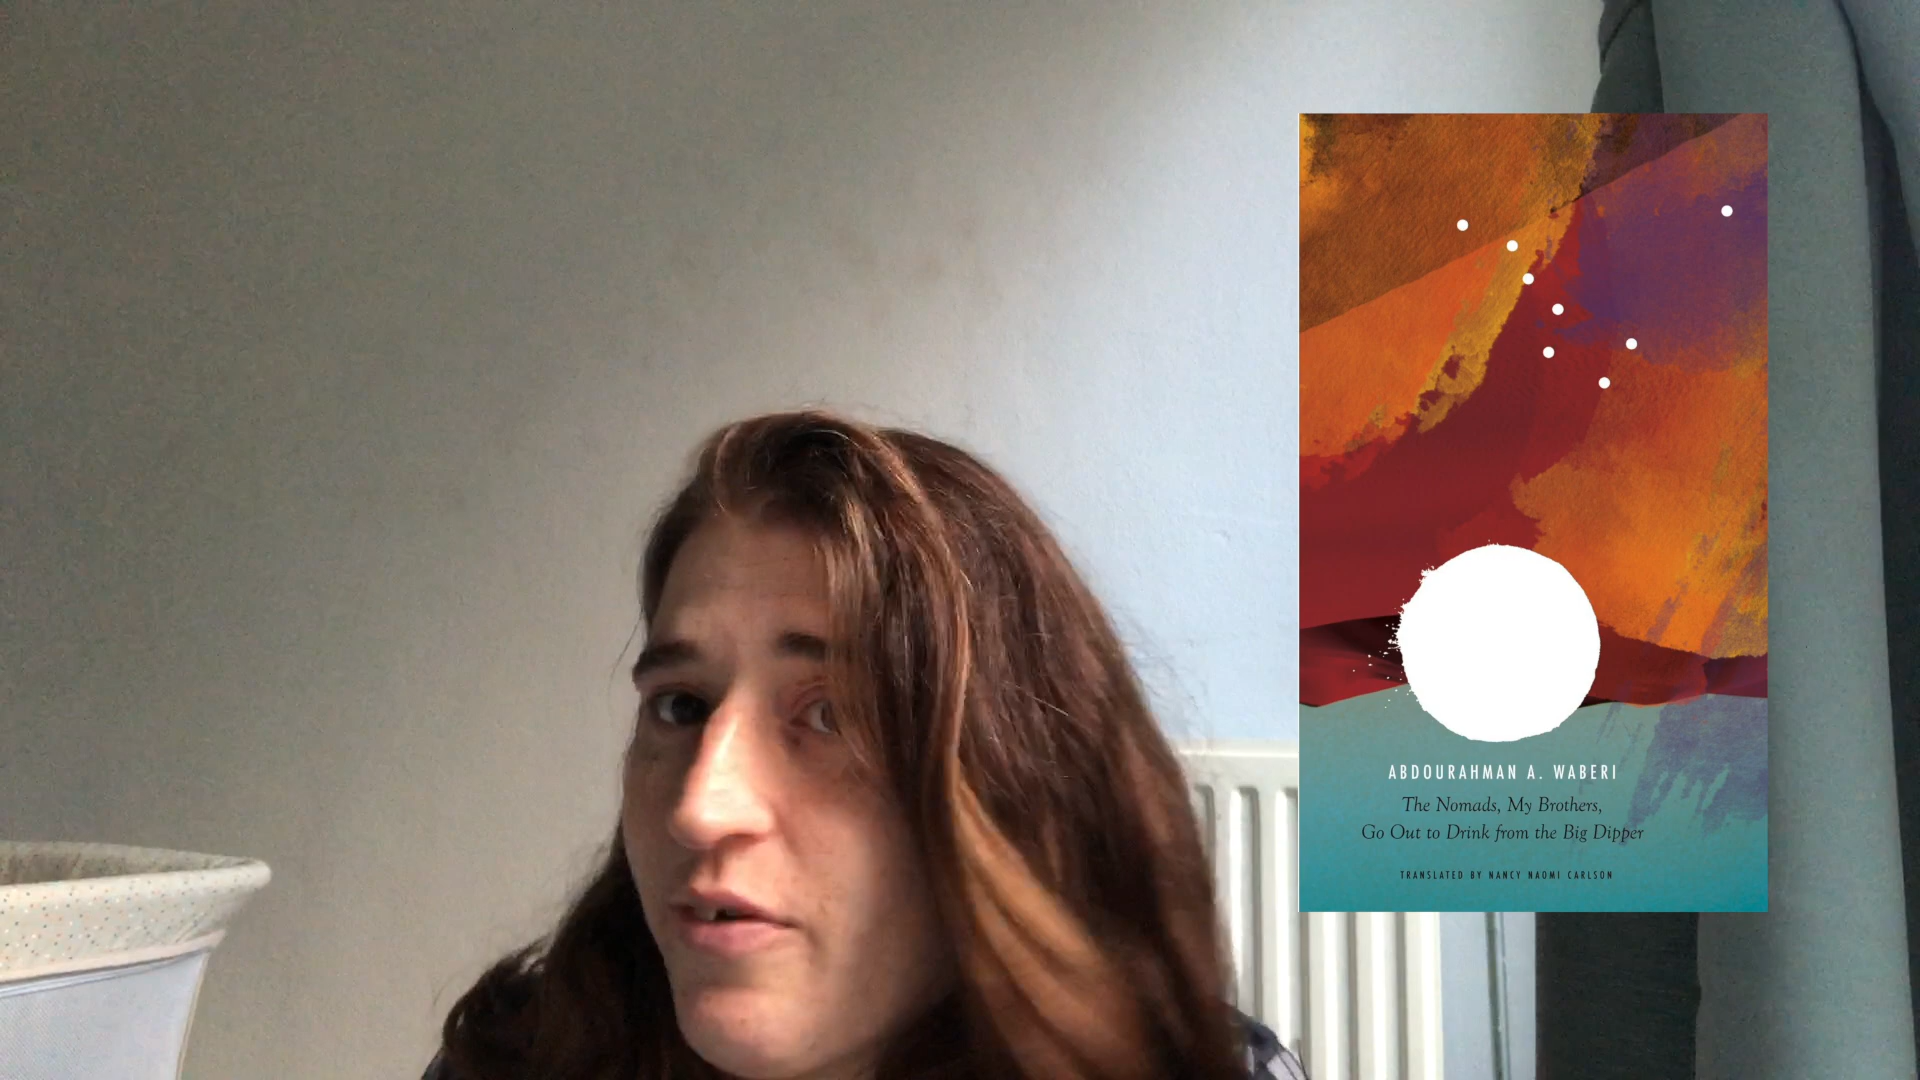 ABDOURAHMAN A. WABERI
The Nomads, My Brothers,
Go Out to Drink from the Big Dipper
TRANSLATED BY NANCY NAOMI CARLSON